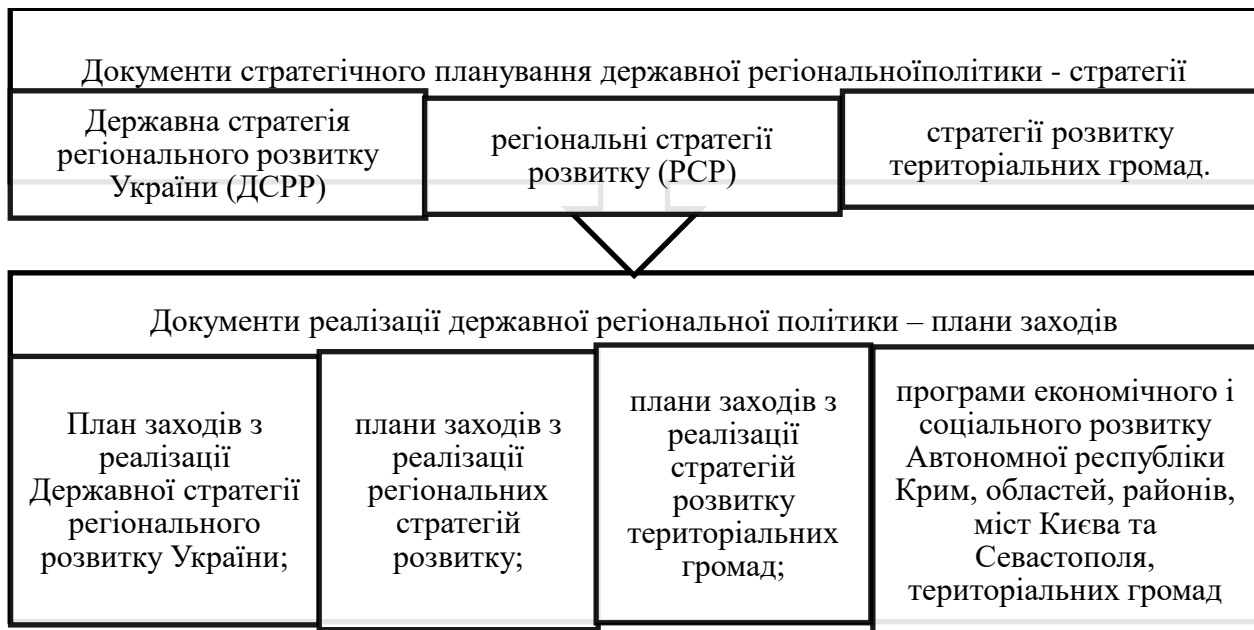 Документи стратегічного планування державної регіональноїполітики - стратегії
Державна стратегія
регіонального розвитку
України (ДСРР)
регіональні стратегії
розвитку (РСР)
стратегії розвитку
територіальних громад.
Документи реалізації державної регіональної політики – плани заходів
План заходів з
реалізації
Державної стратегії
регіонального
розвитку України;
плани заходів з
реалізації
регіональних
стратегій
розвитку;
плани заходів з
реалізації
стратегій
розвитку
територіальних
громад;
програми економічного і
соціального розвитку
Автономної республіки
Крим, областей, районів,
міст Києва та
Севастополя,
територіальних громад